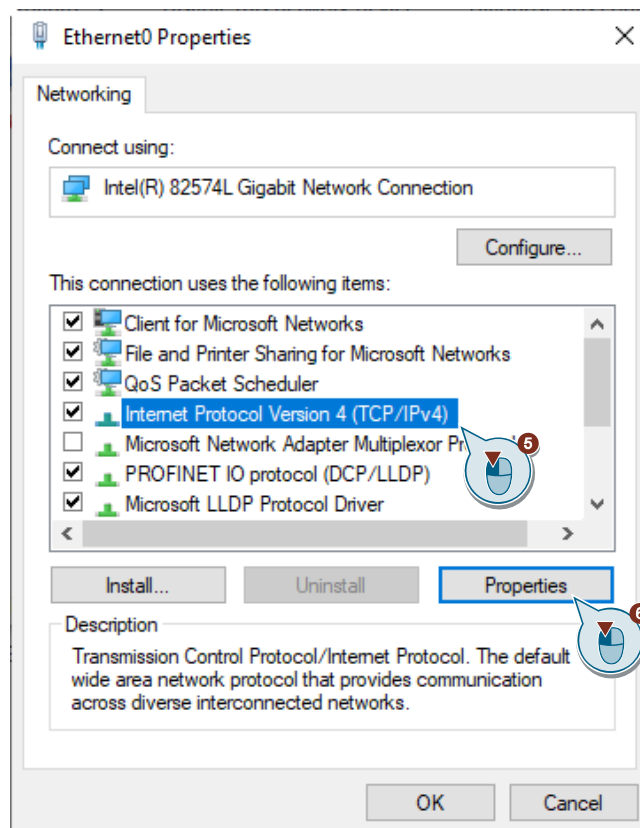 Ethernet0 Properties
Networking
Connect using:
Intel(R) 82574L Gigabit Network Connection
Configure...
This connection uses the following items:
Client for Microsoft Networks
File and Printer Sharing for Microsoft Networks
QoS Packet Scheduler
Internet Protocol Version 4 (TCP/IPv4)
5
Microsoft Network Adapter Multiplexor
PROFINET IO protocol (DCP/LLDP)
Microsoft LLDP Protocol Driver
Install...
Uninstall
Properties
6
Description
Transmission Control Protocol/Internet Protocol. The default
wide area network protocol that provides communication
across diverse interconnected networks.
OK
Cancel